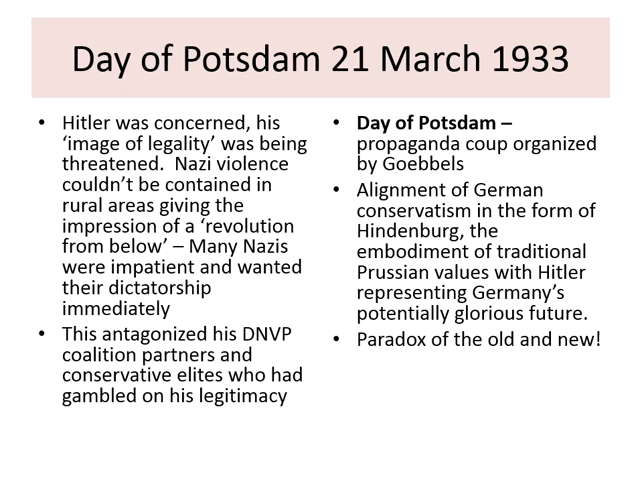 Day of Potsdam 21 March 1933
• Hitler was concerned, his
‘image of legality’ was being
threatened.  Nazi violence
couldn’t be contained in
rural areas giving the
impression of a ‘revolution
from below’ – Many Nazis
were impatient and wanted
their dictatorship
immediately
• This antagonized his DNVP
coalition partners and
conservative elites who had
gambled on his legitimacy
• Day of Potsdam –
propaganda coup organized
by Goebbels
• Alignment of German
conservatism in the form of
Hindenburg, the
embodiment of traditional
Prussian values with Hitler
representing Germany’s
potentially glorious future.
• Paradox of the old and new!